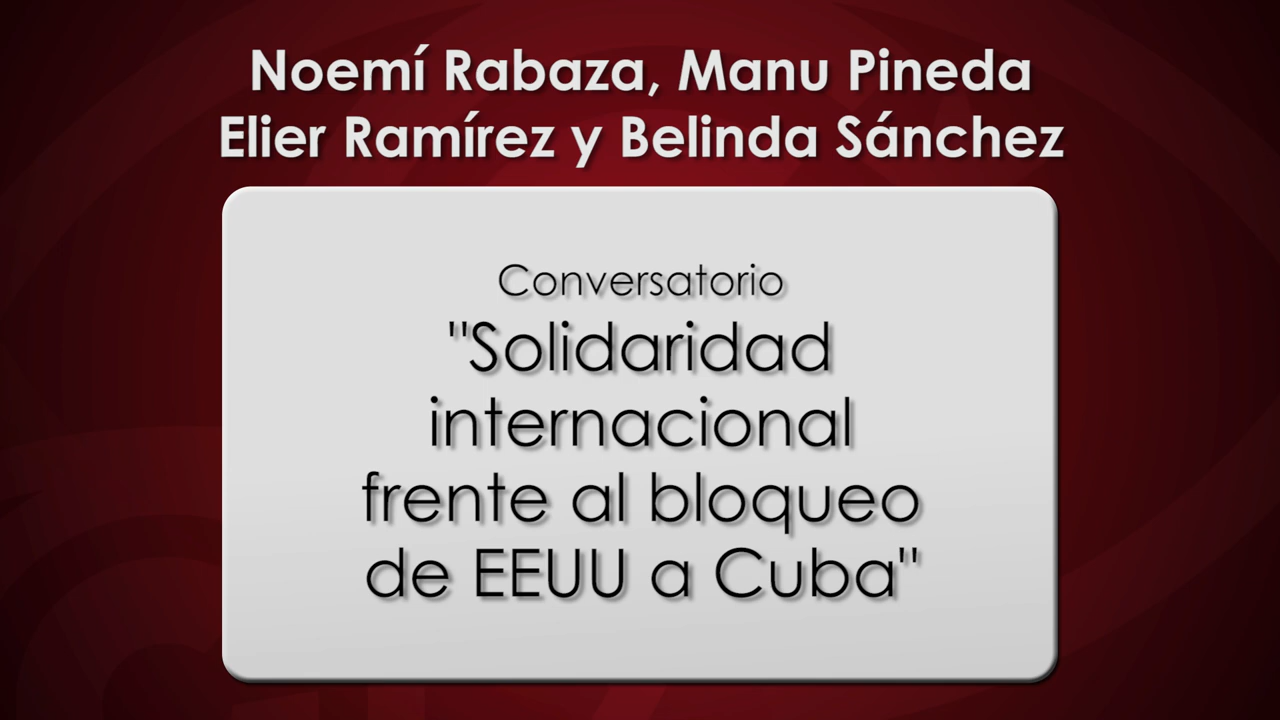 Noemí Rabaza, Manu Pineda
Elier Ramírez y Belinda Sánchez
Conversatorio
"Solidaridad
internacional
frente al bloqueo
de EEUU a Cuba"